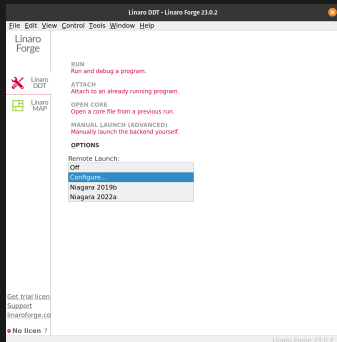 Linaro DDT - Linaro Forge 23.0.2
File Edit View Control Tools Window Help
Linaro
Forge
Linaro
DDT
Linaro
MAP
RUN
Run and debug a program.
ATTACH
Attach to an already running program.
OPEN CORE
Open a core file from a previous run.
MANUAL LAUNCH (ADVANCED)
Manually launch the backend yourself.
OPTIONS
Remote Launch:
Off
Configure...
Niagara 2019b
Niagara 2022a
Get trial licen
Support
linaroforge.co
No licen ?
Linaro Forge 23.0.2